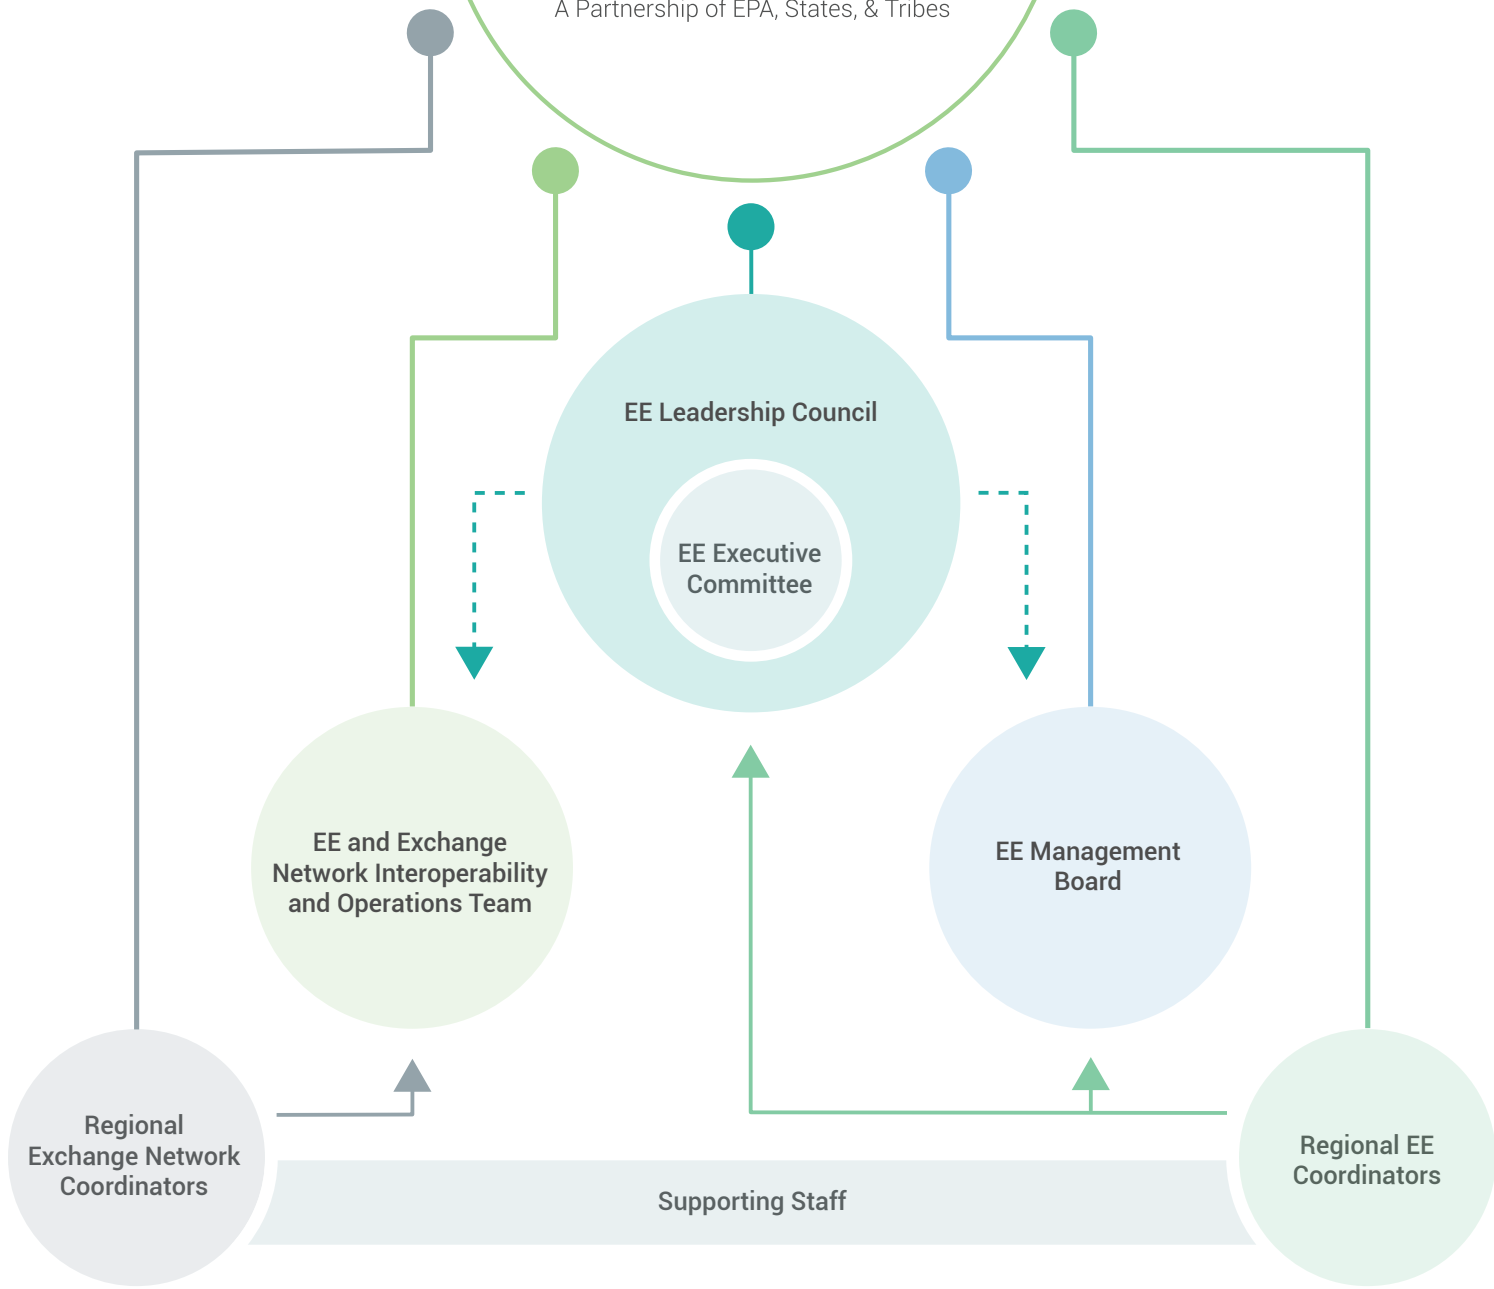 A Partnership of EPA, States, & Tribes
EE Leadership Council
EE Executive
Committee
EE and Exchange
Network Interoperability
and Operations Team
EE Management
Board
Regional
Exchange Network
Coordinators
Regional EE
Coordinators
Supporting Staff